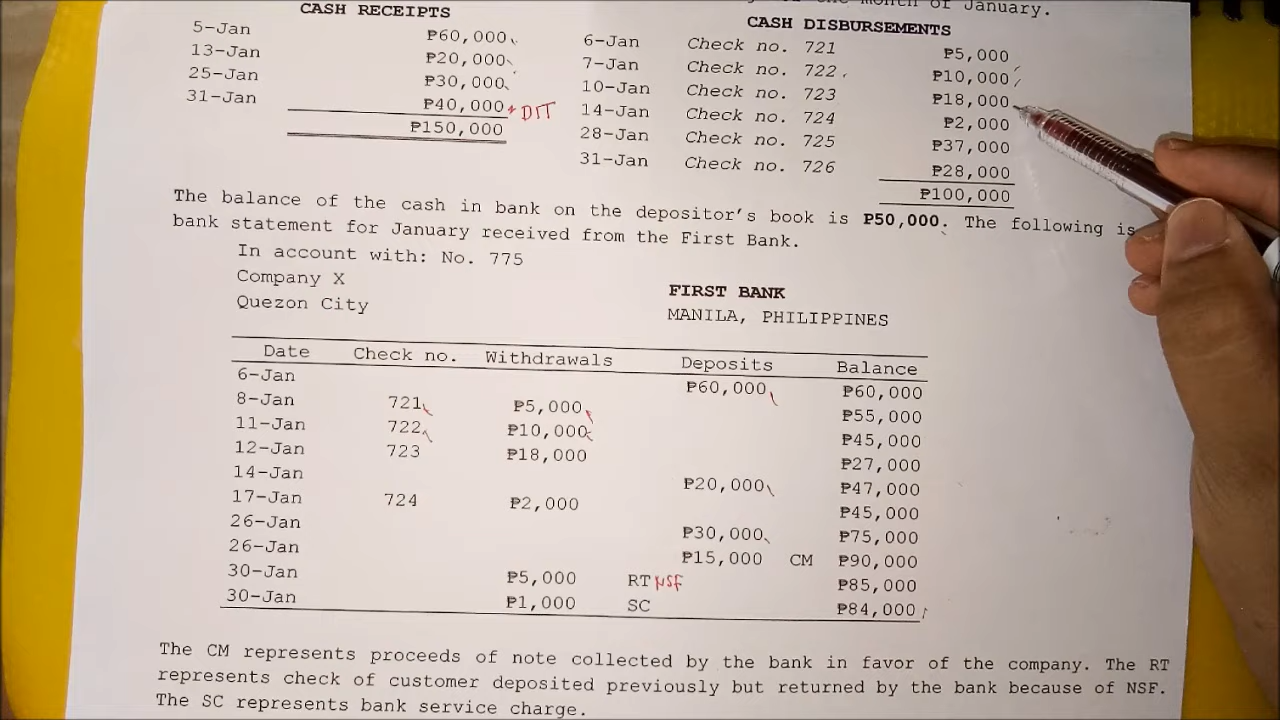 month of January.
CASH RECEIPTS
5-Jan ₱60,000
13-Jan ₱20,000
25-Jan ₱30,000
31-Jan ₱40,000 DIT
₱150,000
CASH DISBURSEMENTS
6-Jan Check no. 721 ₱5,000
7-Jan Check no. 722 ₱10,000
10-Jan Check no. 723 ₱18,000
14-Jan Check no. 724 ₱2,000
28-Jan Check no. 725 ₱37,000
31-Jan Check no. 726 ₱28,000
₱100,000
The balance of the cash in bank on the depositor's book is ₱50,000. The following is
bank statement for January received from the First Bank.
In account with: No. 775
Company X
Quezon City
FIRST BANK
MANILA, PHILIPPINES
Date Check no. Withdrawals Deposits Balance
6-Jan ₱60,000 ₱60,000
8-Jan 721 ₱5,000 ₱55,000
11-Jan 722 ₱10,000 ₱45,000
12-Jan 723 ₱18,000 ₱27,000
14-Jan ₱20,000 ₱47,000
17-Jan 724 ₱2,000 ₱45,000
26-Jan ₱30,000 ₱75,000
26-Jan ₱15,000 CM ₱90,000
30-Jan ₱5,000 RT NSF ₱85,000
30-Jan ₱1,000 SC ₱84,000
The CM represents proceeds of note collected by the bank in favor of the company. The RT
represents check of customer deposited previously but returned by the bank because of NSF.
The SC represents bank service charge.